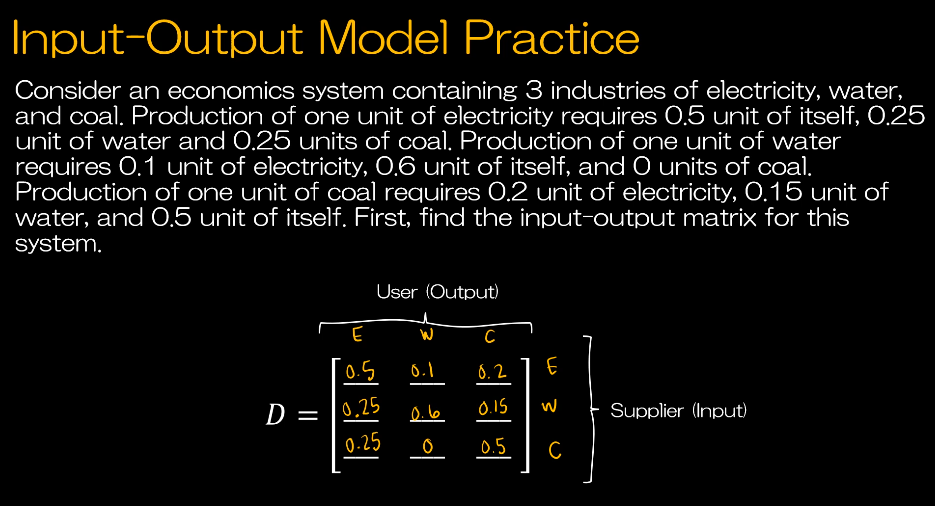 Input-Output Model Practice
Consider an economics system containing 3 industries of electricity, water,
and coal. Production of one unit of electricity requires 0.5 unit of itself, 0.25
unit of water and 0.25 units of coal. Production of one unit of water
requires 0.1 unit of electricity, 0.6 unit of itself, and 0 units of coal.
Production of one unit of coal requires 0.2 unit of electricity, 0.15 unit of
water, and 0.5 unit of itself. First, find the input-output matrix for this
system.
User (Output)
E W C
0.5 0.1 0.2 E
D = 0.25 0.6 0.15 W Supplier (Input)
0.25 0 0.5 C